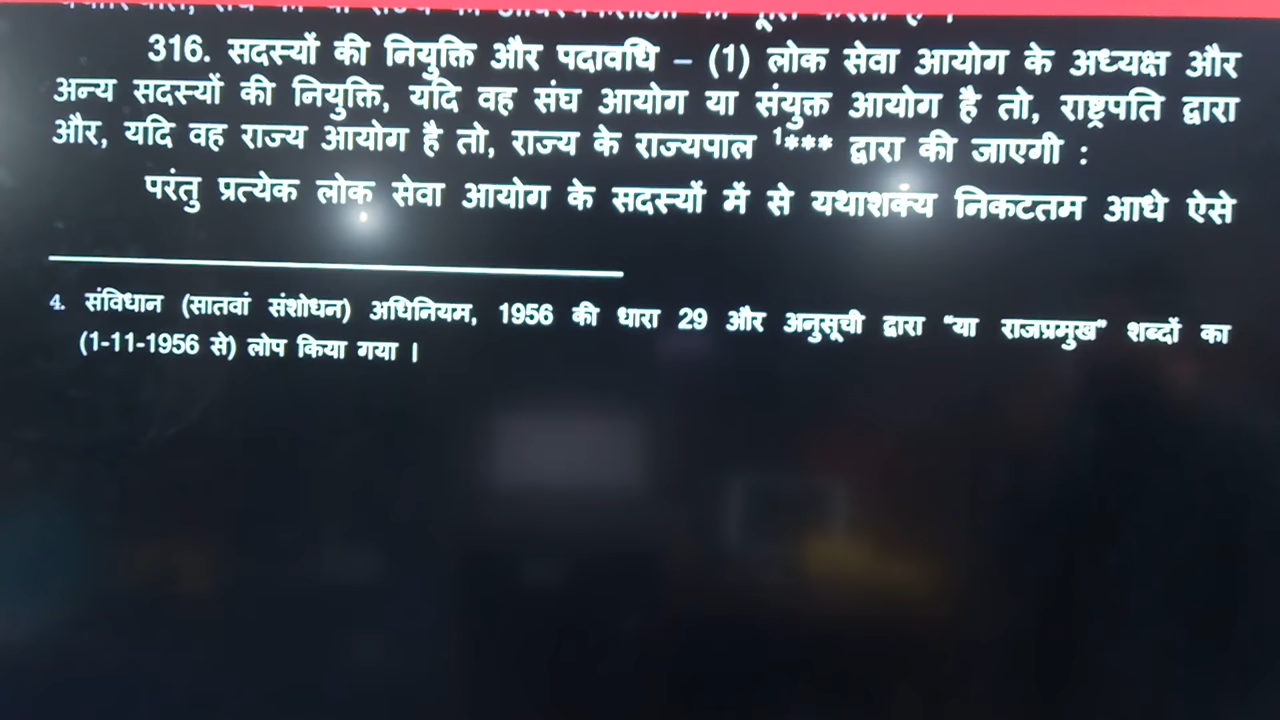 316. सदस्यों की नियुक्ति और पदावधि – (1) लोक सेवा आयोग के अध्यक्ष और
अन्य सदस्यों की नियुक्ति, यदि वह संघ आयोग या संयुक्त आयोग है तो, राष्ट्रपति द्वारा
और, यदि वह राज्य आयोग है तो, राज्य के राज्यपाल 1*** द्वारा की जाएगी :
परंतु प्रत्येक लोक सेवा आयोग के सदस्यों में से यथाशक्य निकटतम आधे ऐसे
4. संविधान (सातवां संशोधन) अधिनियम, 1956 की धारा 29 और अनुसूची द्वारा "या राजप्रमुख" शब्दों का
(1-11-1956 से) लोप किया गया ।